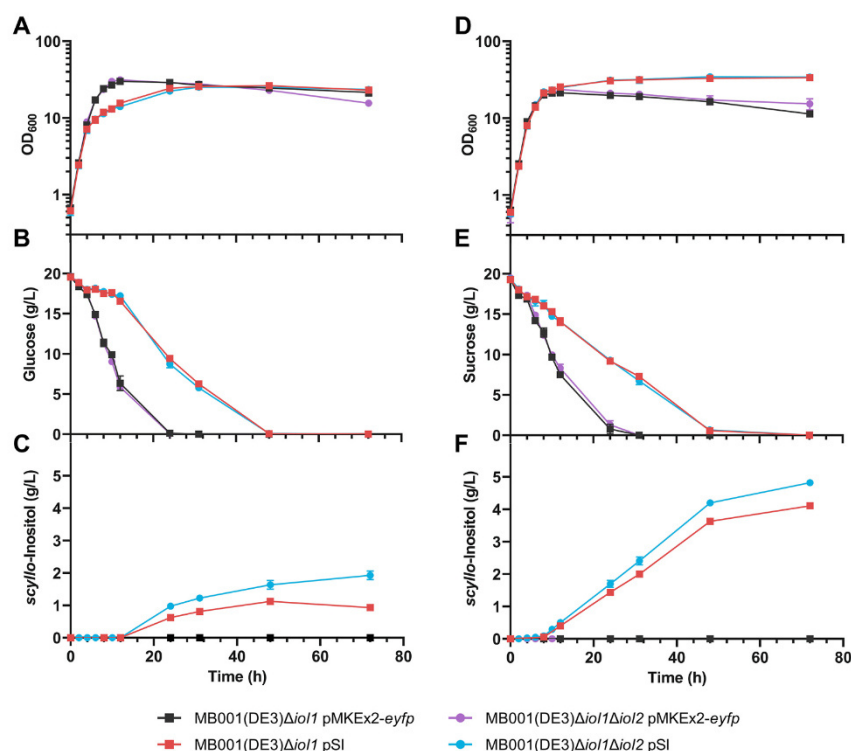 A
100
10
1
OD600
B
20
15
10
5
0
Glucose (g/L)
C
5
4
3
2
1
0
scyllo-Inositol (g/L)
0 20 40 60 80
Time (h)
D
100
10
1
OD600
E
20
15
10
5
0
Sucrose (g/L)
F
5
4
3
2
1
0
scyllo-Inositol (g/L)
0 20 40 60 80
Time (h)
MB001(DE3)Δiol1 pMKEx2-eyfp
MB001(DE3)Δiol1Δiol2 pMKEx2-eyfp
MB001(DE3)Δiol1 pSI
MB001(DE3)Δiol1Δiol2 pSI